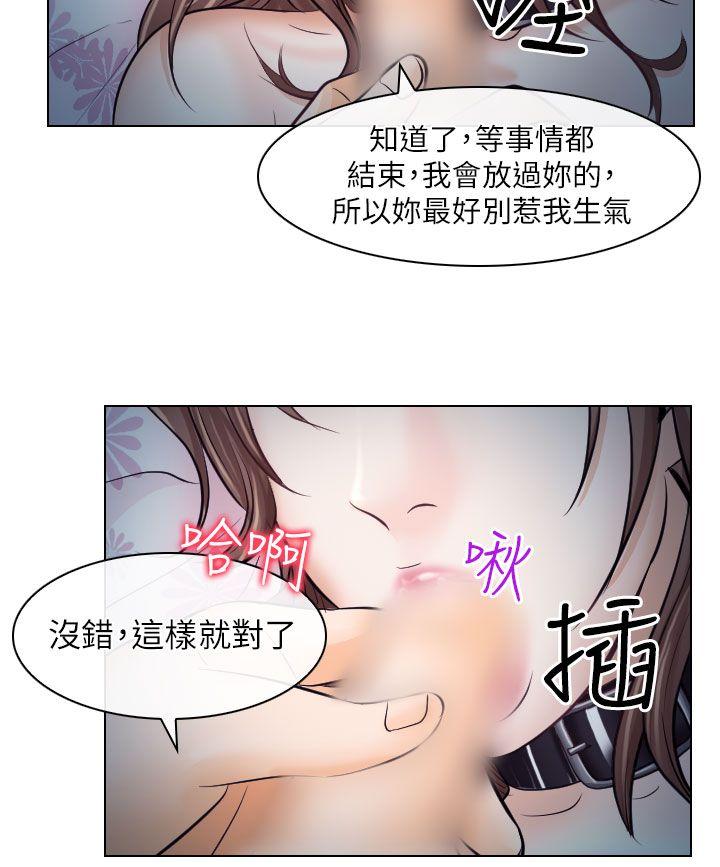 知道了，等事情都
結束，我會放過妳的，
所以妳最好別惹我生氣
哈啊
啾
沒錯，這樣就對了
插